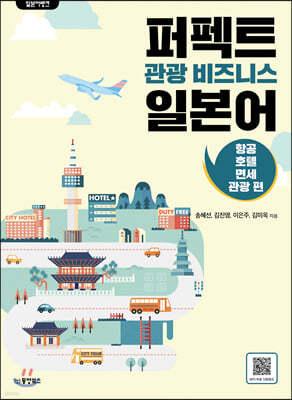 일본어뱅크
퍼펙트
관광 비즈니스
일본어
항공
호텔
면세
관광 편
송혜선, 김진영, 이은주, 김미옥 지음
HOTEL
CITY HOTEL
DUTY FREE
CITY TOUR
동양북스